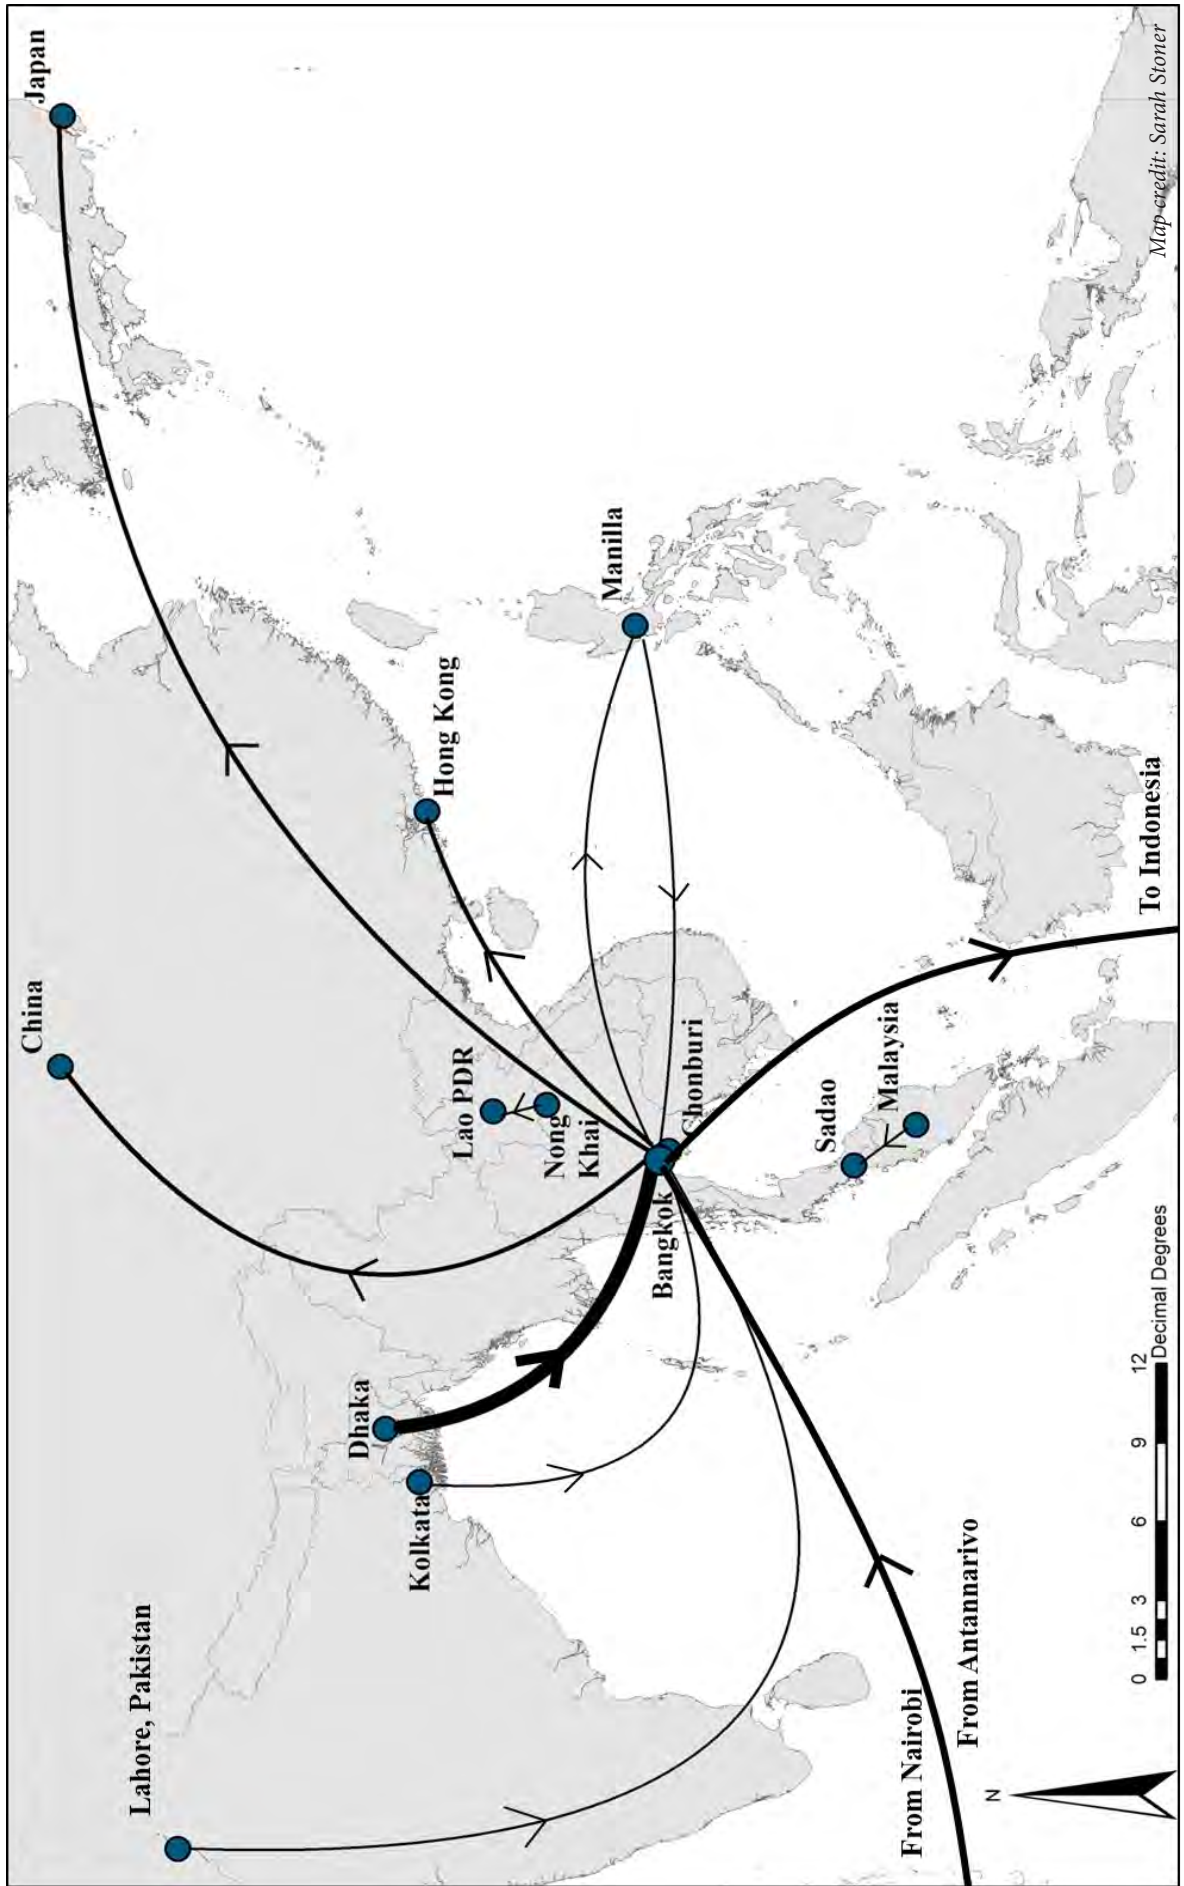 Japan
China
Lahore, Pakistan
Dhaka
Kolkata
Hong Kong
Lao PDR
Nong
Khai
Manilla
Bangkok
Chonburi
Sadao
Malaysia
From Nairobi
From Antannarivo
To Indonesia
N
0 1.5 3 6 9 12
Decimal Degrees
Map credit: Sarah Stoner